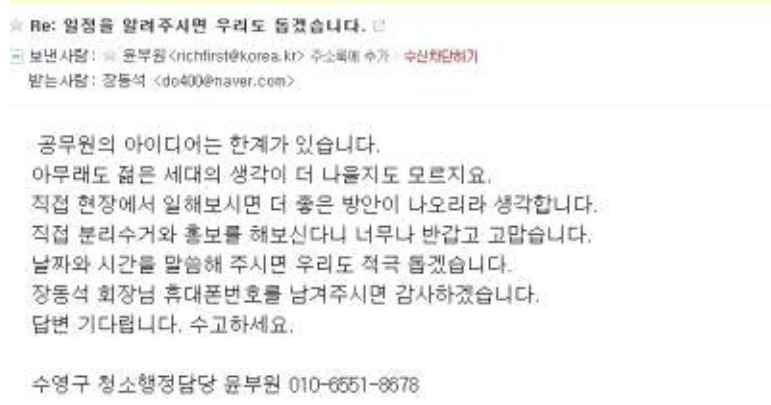 Re: 일정을 알려주시면 우리도 돕겠습니다.
보낸사람: 윤부원<richfirst@korea.kr> 주소록에 추가 수신차단하기
받는사람: 장동석 <do400@naver.com>
공무원의 아이디어는 한계가 있습니다.
아무래도 젊은 세대의 생각이 더 나을지도 모르지요.
직접 현장에서 일해보시면 더 좋은 방안이 나오리라 생각합니다.
직접 분리수거와 홍보를 해보신다니 너무나 반갑고 고맙습니다.
날짜와 시간을 말씀해 주시면 우리도 적극 돕겠습니다.
장동석 회장님 휴대폰번호를 남겨주시면 감사하겠습니다.
답변 기다립니다. 수고하세요.
수영구 청소행정담당 윤부원 010-6551-8678